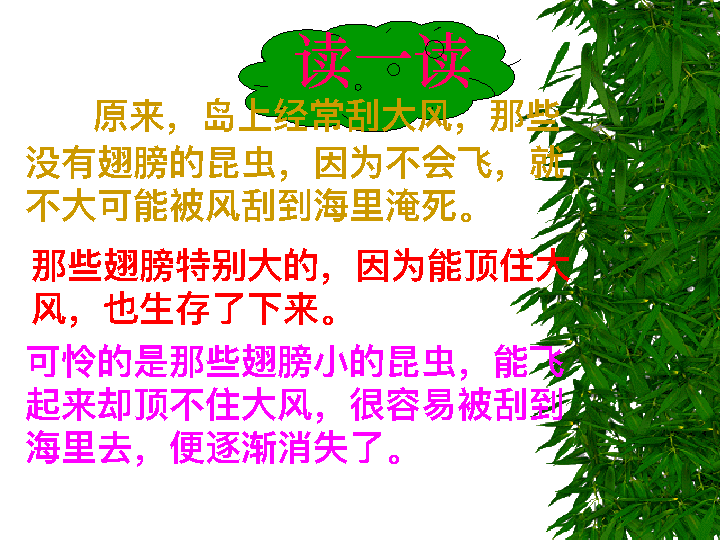 读一读
原来，岛上经常刮大风，那些
没有翅膀的昆虫，因为不会飞，就
不大可能被风刮到海里淹死。
那些翅膀特别大的，因为能顶住大
风，也生存了下来。
可怜的是那些翅膀小的昆虫，能飞
起来却顶不住大风，很容易被刮到
海里去，便逐渐消失了。